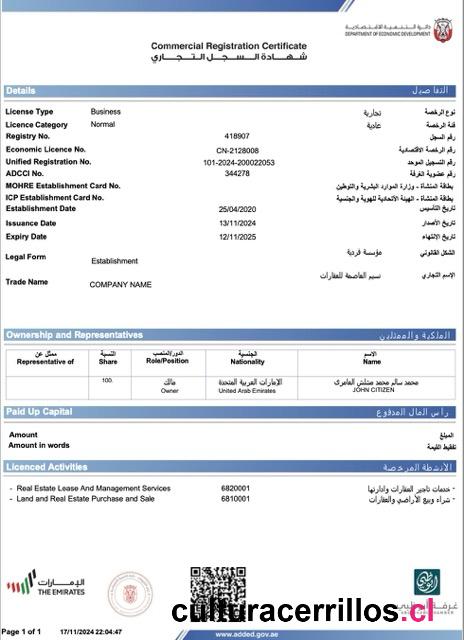 دائرة التنمية الاقتصادية
DEPARTMENT OF ECONOMIC DEVELOPMENT
Commercial Registration Certificate
شهادة السجل التجاري
Details التفاصيل
License Type Business تجارية نوع الرخصة
Licence Category Normal عادية فئة الرخصة
Registry No. 418907 رقم السجل
Economic Licence No. CN-2128008 رقم الرخصة الاقتصادية
Unified Registration No. 101-2024-200022053 رقم التسجيل الموحد
ADCCI No. 344278 رقم عضوية الغرفة
MOHRE Establishment Card No. بطاقة المنشأة - وزارة الموارد البشرية والتوطين
ICP Establishment Card No. بطاقة المنشأة - الهيئة الاتحادية للهوية والجنسية
Establishment Date 25/04/2020 تاريخ التأسيس
Issuance Date 13/11/2024 تاريخ الأصدار
Expiry Date 12/11/2025 تاريخ الإنتهاء
Legal Form Establishment مؤسسة فردية الشكل القانوني
Trade Name COMPANY NAME نسيم العاصمة للعقارات الإسم التجاري
Ownership and Representatives الملكية والممثلين
ممثل عن النسبة الدور/المنصب الجنسية الاسم
Representative of Share Role/Position Nationality Name
100. مالك الإمارات العربية المتحدة محمد سالم محمد العامري
Owner United Arab Emirates JOHN CITIZEN
Paid Up Capital رأس المال المدفوع
Amount المبلغ
Amount in words تفقيط القيمة
Licenced Activities الأنشطة المرخصة
- Real Estate Lease And Management Services 6820001 - خدمات تأجير العقارات وادارتها
- Land and Real Estate Purchase and Sale 6810001 - شراء وبيع الأراضي والعقارات
الإمارات
THE EMIRATES
أبوظبي
غرفة
culturacerrillos.cl
Page 1 of 1 17/11/2024 22:04:47 www.added.gov.ae